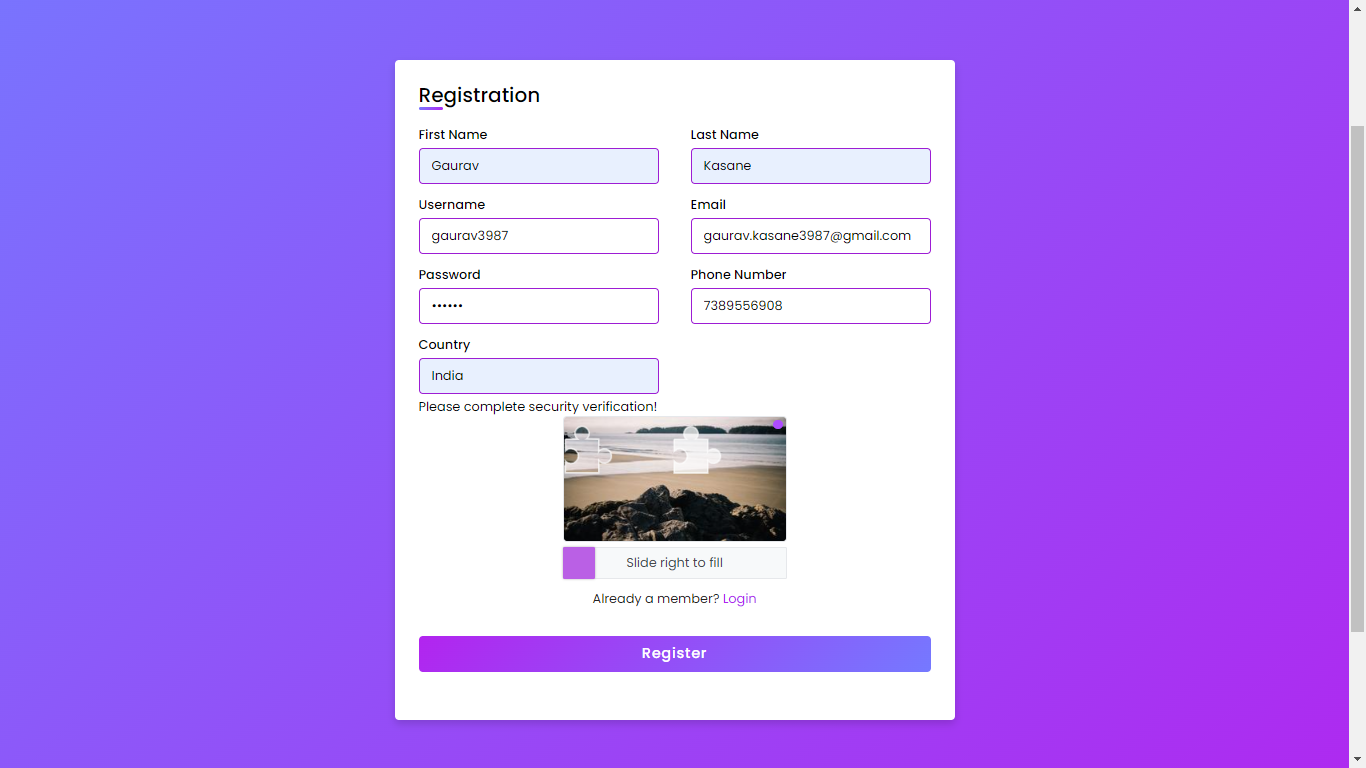 Registration
First Name
Last Name
Gaurav
Kasane
Username
Email
gaurav3987
gaurav.kasane3987@gmail.com
Password
Phone Number
••••••
7389556908
Country
India
Please complete security verification!
Slide right to fill
Already a member? Login
Register